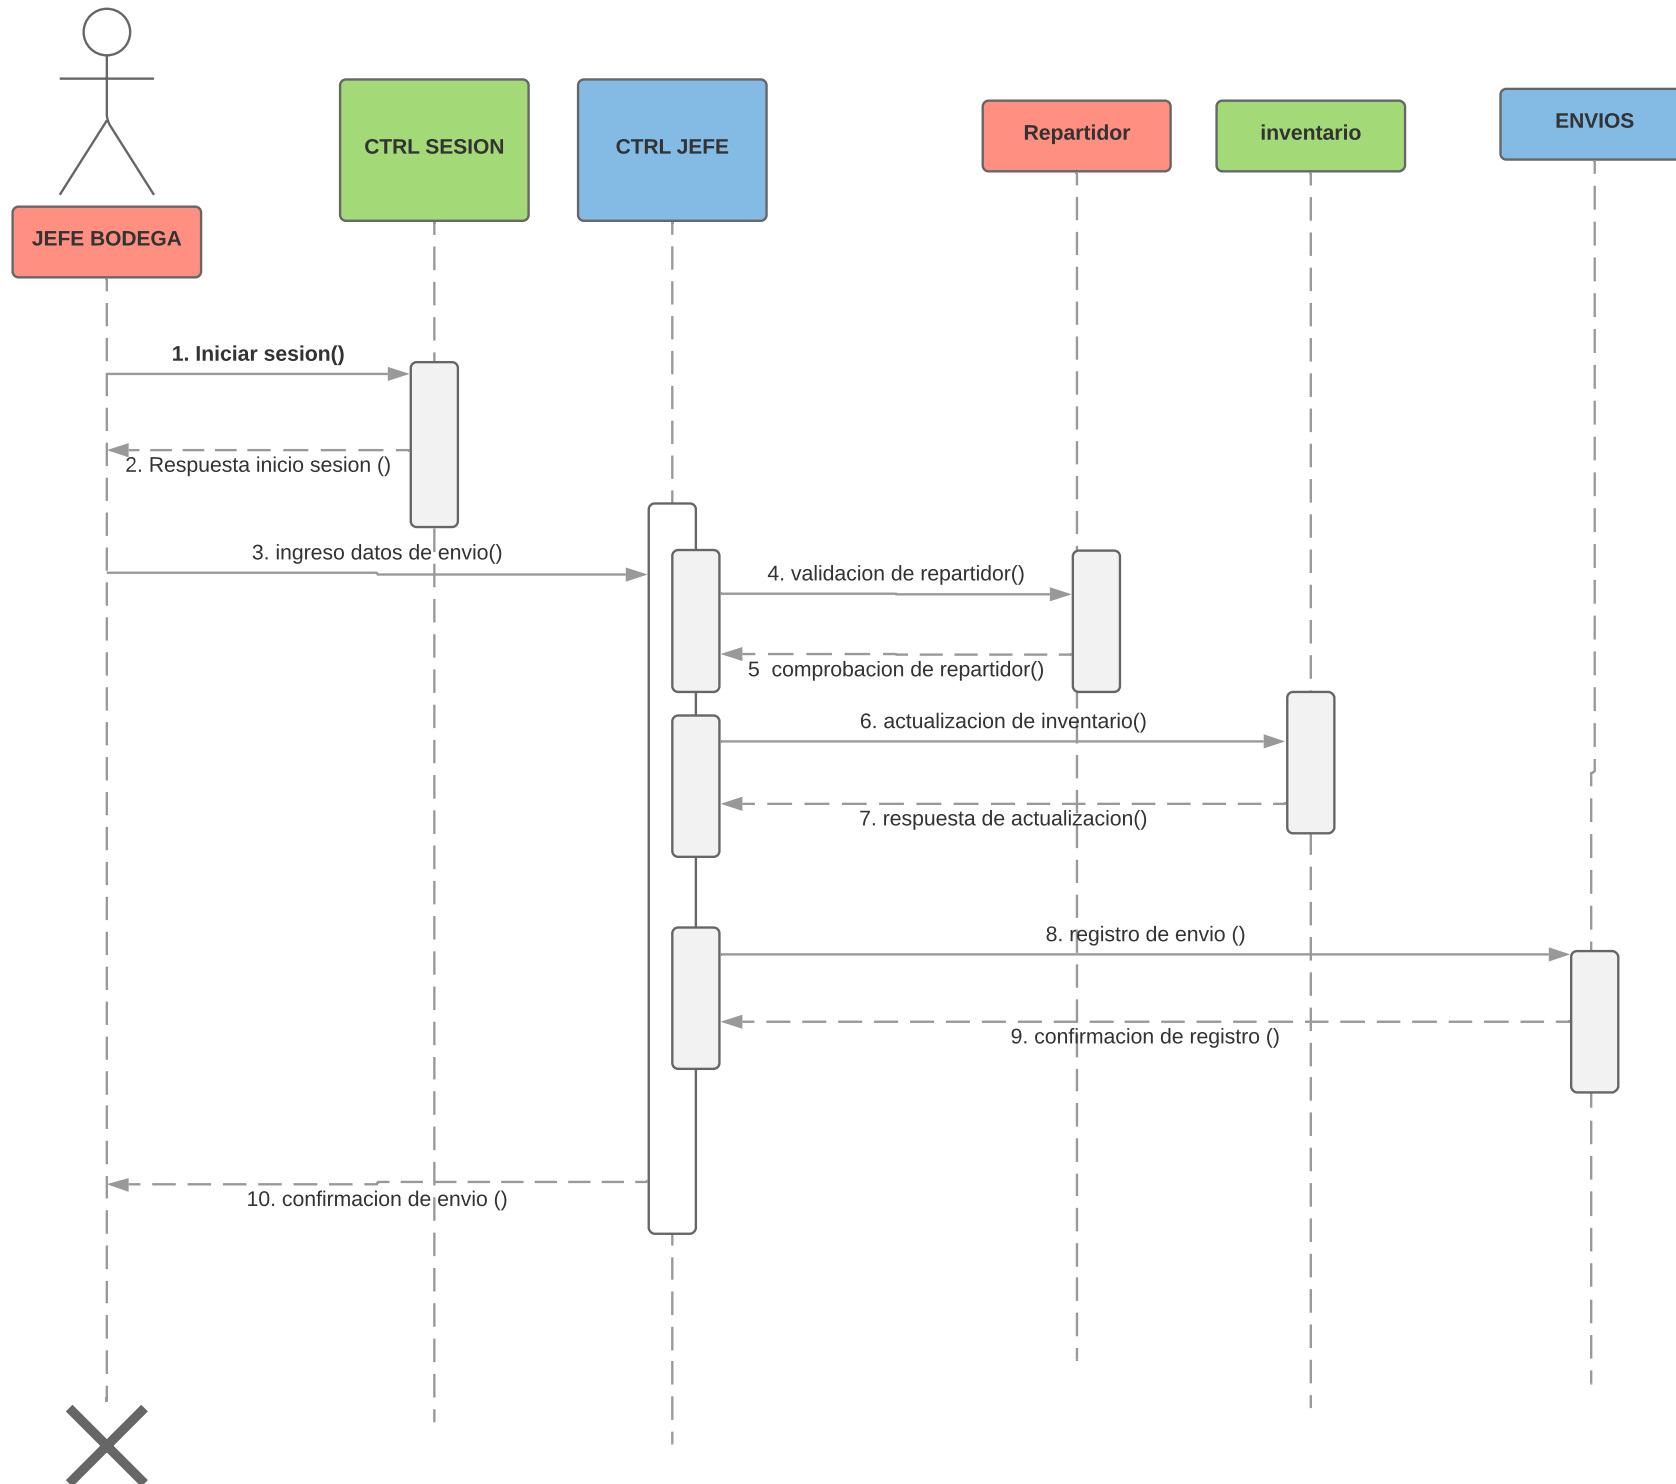 CTRL SESION
CTRL JEFE
Repartidor
inventario
ENVIOS
JEFE BODEGA
1. Iniciar sesion()
2. Respuesta inicio sesion ()
3. ingreso datos de envio()
4. validacion de repartidor()
5  comprobacion de repartidor()
6. actualizacion de inventario()
7. respuesta de actualizacion()
8. registro de envio ()
9. confirmacion de registro ()
10. confirmacion de envio ()